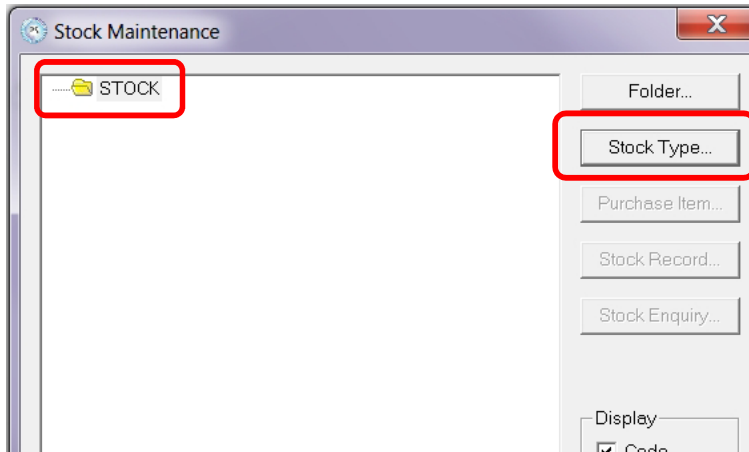 Stock Maintenance
STOCK
Folder...
Stock Type...
Purchase Item...
Stock Record...
Stock Enquiry...
Display
Code